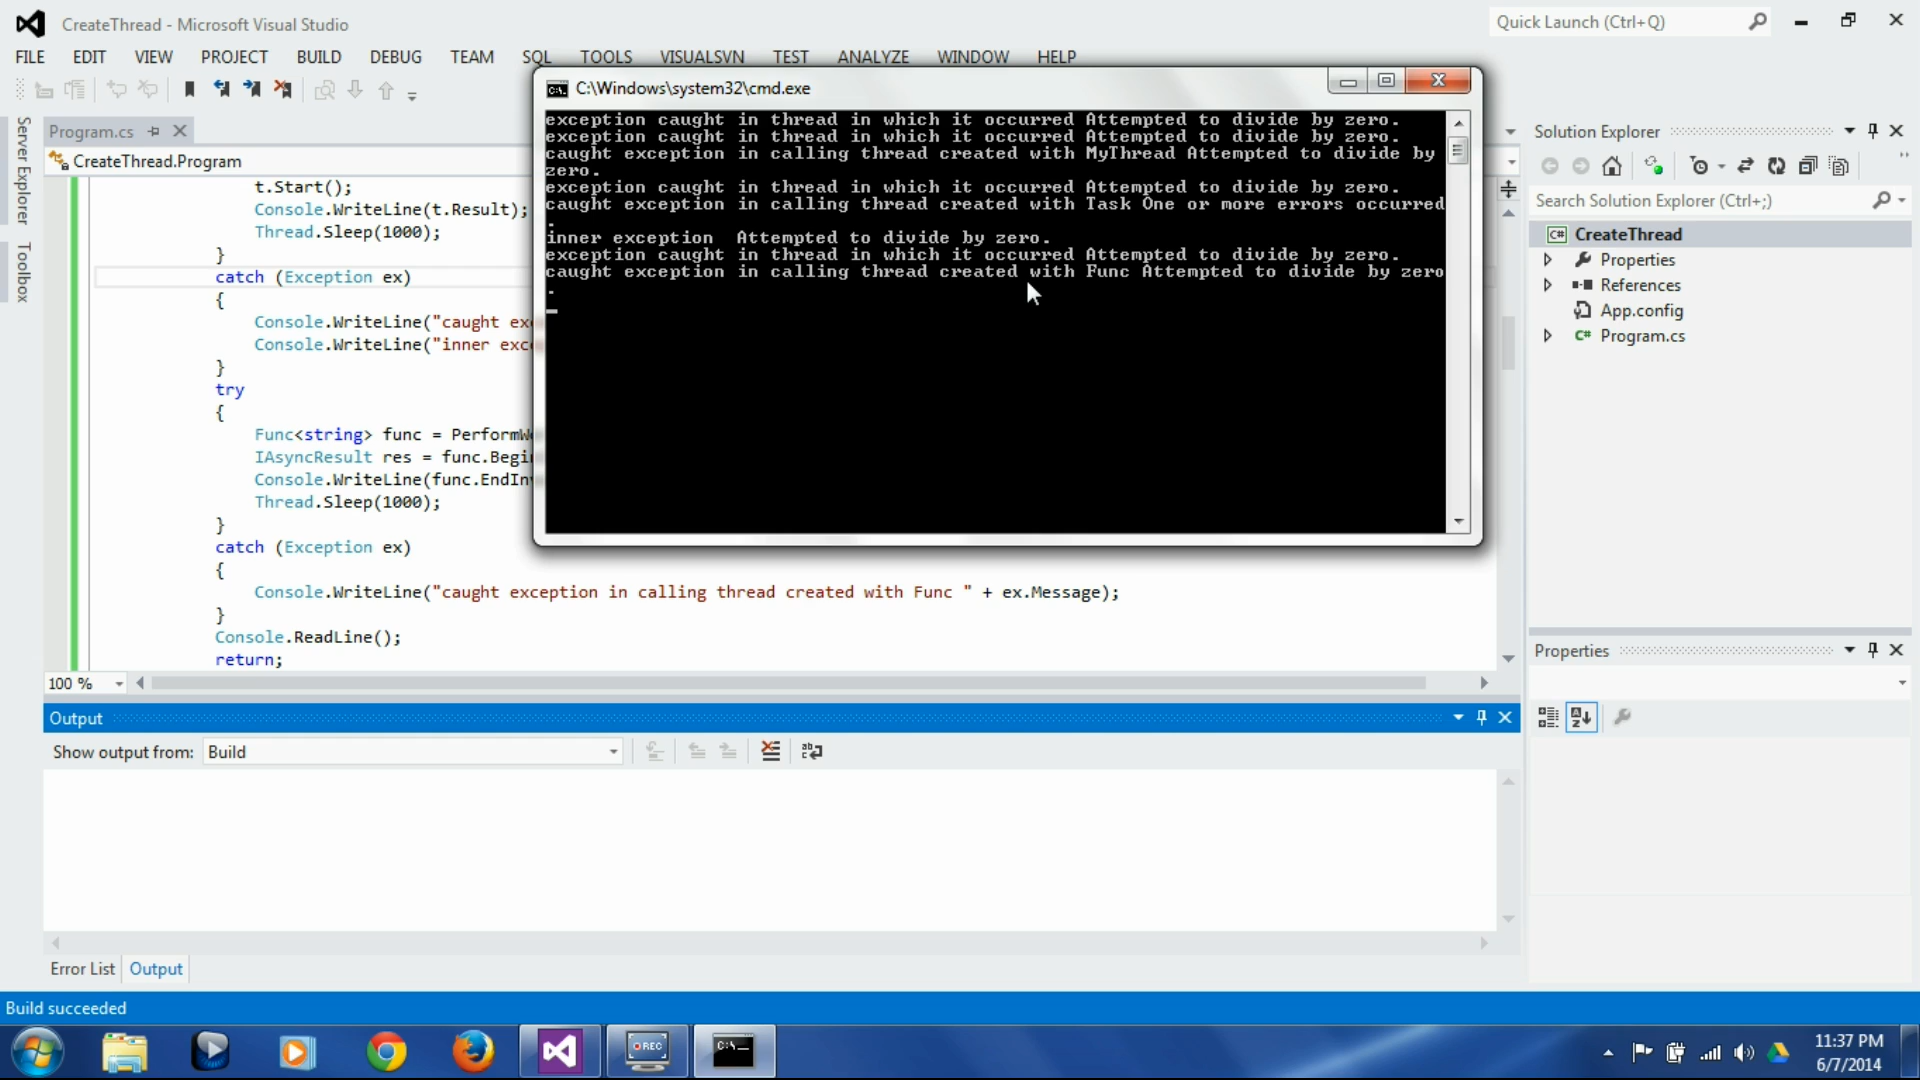 CreateThread - Microsoft Visual Studio
Quick Launch (Ctrl+Q)
FILE EDIT VIEW PROJECT BUILD DEBUG TEAM SQL TOOLS VISUALSVN TEST ANALYZE WINDOW HELP
C:\Windows\system32\cmd.exe
exception caught in thread in which it occurred Attempted to divide by zero.
exception caught in thread in which it occurred Attempted to divide by zero.
caught exception in calling thread created with MyThread Attempted to divide by
zero.
exception caught in thread in which it occurred Attempted to divide by zero.
caught exception in calling thread created with Task One or more errors occurred
.
inner exception  Attempted to divide by zero.
exception caught in thread in which it occurred Attempted to divide by zero.
caught exception in calling thread created with Func Attempted to divide by zero
.
Server Explorer
Toolbox
Program.cs
CreateThread.Program
t.Start();
Console.WriteLine(t.Result);
Thread.Sleep(1000);
}
catch (Exception ex)
{
Console.WriteLine("caught exc
Console.WriteLine("inner exce
}
try
{
Func<string> func = PerformWo
IAsyncResult res = func.Begin
Console.WriteLine(func.EndInv
Thread.Sleep(1000);
}
catch (Exception ex)
{
Console.WriteLine("caught exception in calling thread created with Func " + ex.Message);
}
Console.ReadLine();
return;
100 %
Output
Show output from: Build
Error List Output
Solution Explorer
Search Solution Explorer (Ctrl+;)
C# CreateThread
Properties
References
App.config
C# Program.cs
Properties
Build succeeded
REC
C:\_
11:37 PM
6/7/2014